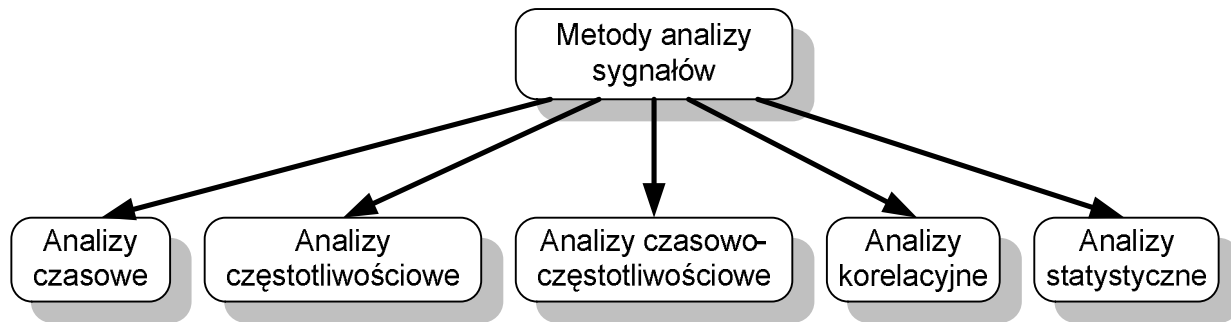 Metody analizy
sygnałów
Analizy
czasowe
Analizy
częstotliwościowe
Analizy czasowo-
częstotliwościowe
Analizy
korelacyjne
Analizy
statystyczne